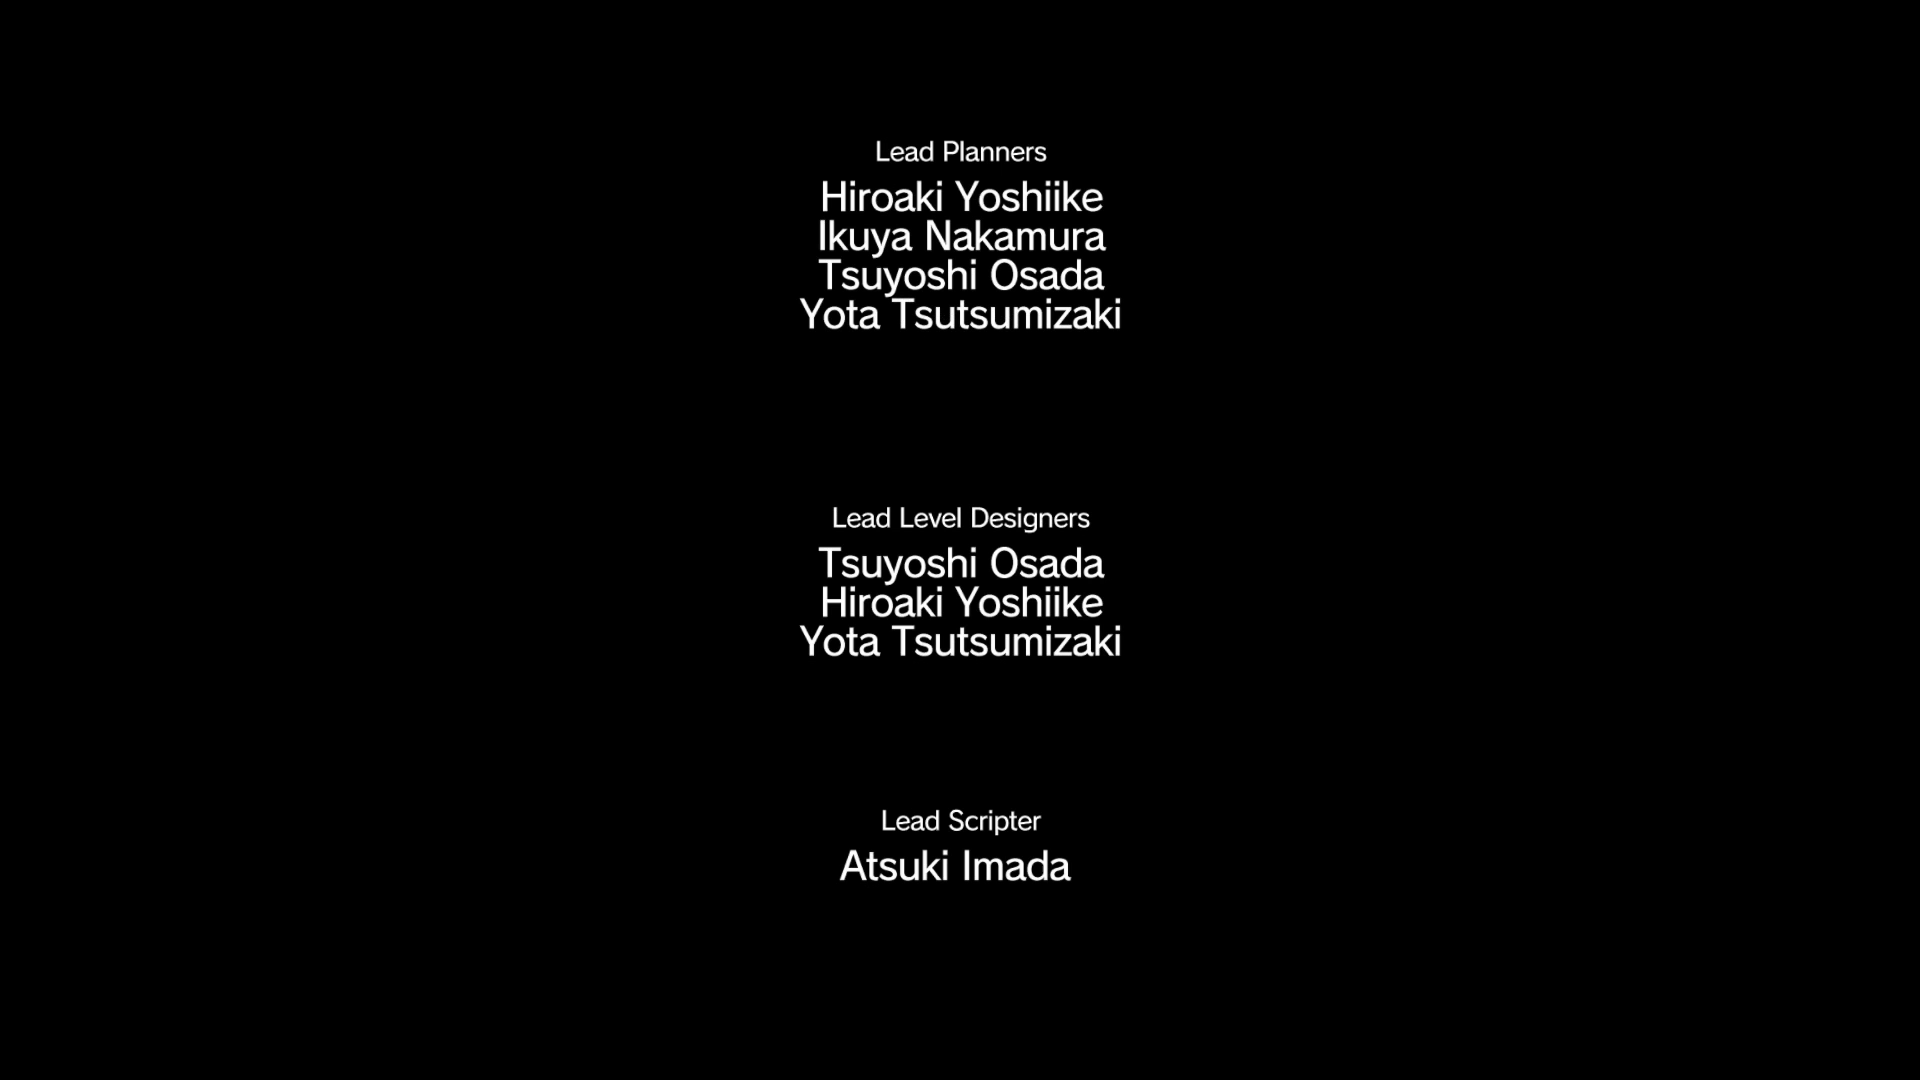 Lead Planners
Hiroaki Yoshiike
Ikuya Nakamura
Tsuyoshi Osada
Yota Tsutsumizaki
Lead Level Designers
Tsuyoshi Osada
Hiroaki Yoshiike
Yota Tsutsumizaki
Lead Scripter
Atsuki Imada